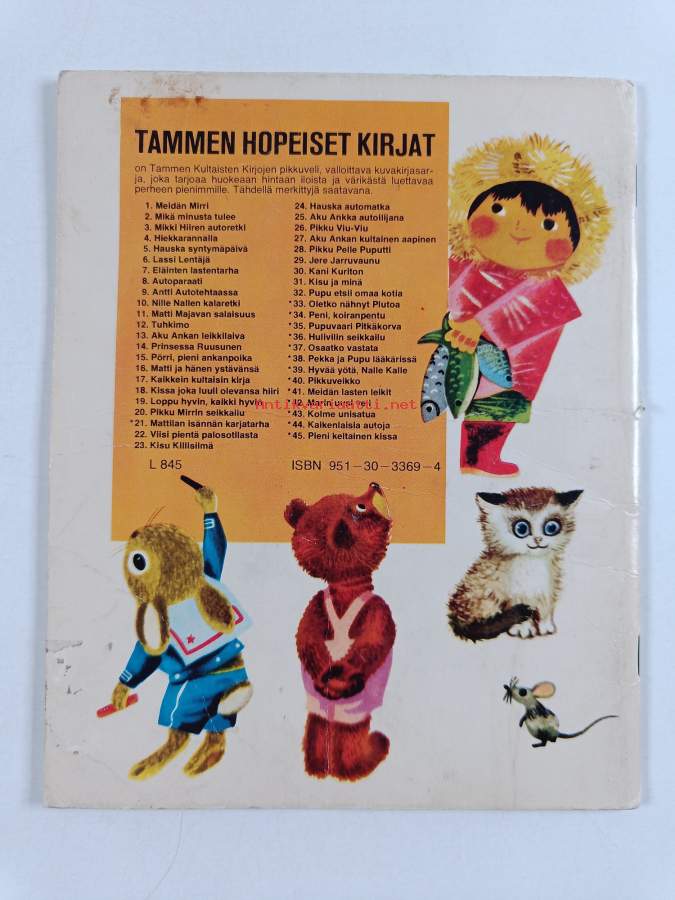 TAMMEN HOPEISET KIRJAT
on Tammen Kultaisten Kirjojen pikkuveli, valloittava kuvakirjasar-
ja, joka tarjoaa huokeaan hintaan iloista ja värikästä luettavaa
perheen pienimmille. Tähdellä merkittyjä saatavana.
1. Meidän Mirri
2. Mikä minusta tulee
3. Mikki Hiiren autoretki
4. Hiekkarannalla
5. Hauska syntymäpäivä
6. Lassi Lentäjä
7. Eläinten lastentarha
8. Autoparaati
9. Antti Autotehtaassa
10. Nille Nallen kalaretki
11. Matti Majavan salaisuus
12. Tuhkimo
13. Aku Ankan leikkilaiva
14. Prinsessa Ruusunen
15. Pörri, pieni ankanpoika
16. Matti ja hänen ystävänsä
17. Kaikkein kultaisin kirja
18. Kissa joka luuli olevansa hiiri
19. Loppu hyvin, kaikki hyvin
20. Pikku Mirrin seikkailu
*21. Mattilan isännän karjatarha
22. Viisi pientä palosotilasta
23. Kisu Killisilmä
24. Hauska automatka
25. Aku Ankka autoilijana
26. Pikku Viu-Viu
27. Aku Ankan kultainen aapinen
28. Pikku Pelle Puputti
29. Jere Jarruvaunu
30. Kani Kuriton
31. Kisu ja minä
32. Pupu etsii omaa kotia
*33. Oletko nähnyt Plutoa
*34. Peni, koiranpentu
*35. Pupuvaari Pitkäkorva
*36. Hulivilin seikkailu
*37. Osaatko vastata
*38. Pekka ja Pupu lääkärissä
*39. Hyvää yötä, Nalle Kalle
*40. Pikkuveikko
*41. Meidän lasten leikit
*43. Kolme unisatua
*44. Kaikenlaisia autoja
*45. Pieni keltainen kissa
L 845
ISBN 951-30-3369-4
Antikvariaatti.net